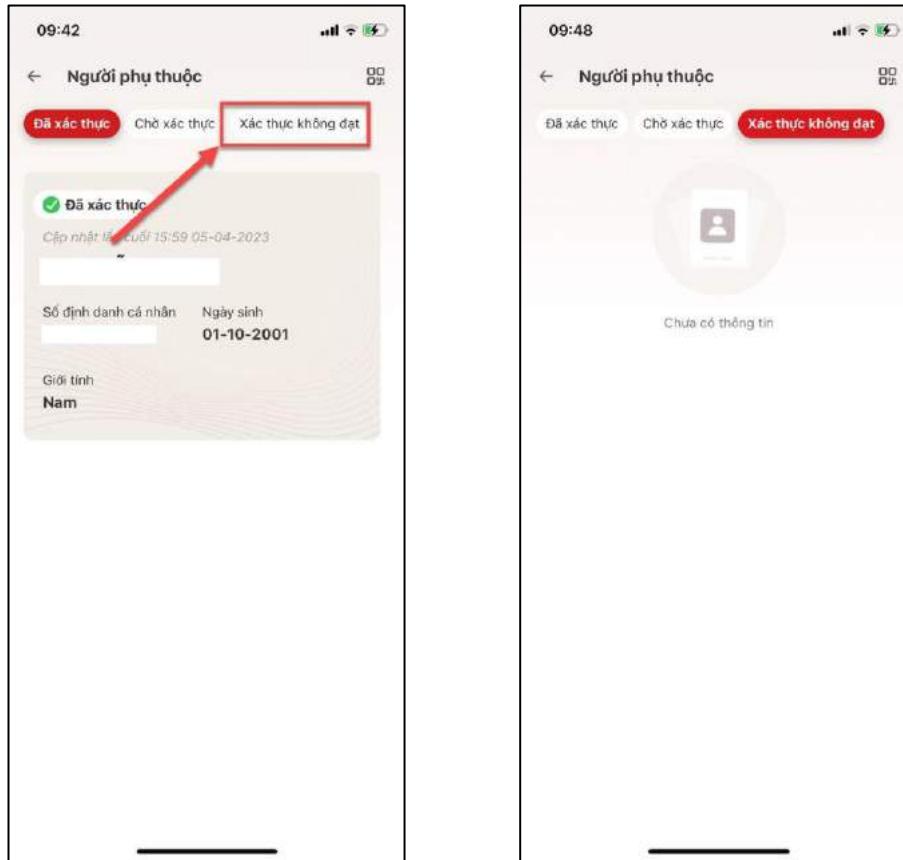 09:42
Người phụ thuộc
Đã xác thực Chờ xác thực Xác thực không đạt
Đã xác thực
Cập nhật lần cuối 15:59 05-04-2023
Số định danh cá nhân Ngày sinh
01-10-2001
Giới tính
Nam
09:48
Người phụ thuộc
Đã xác thực Chờ xác thực Xác thực không đạt
Chưa có thông tin